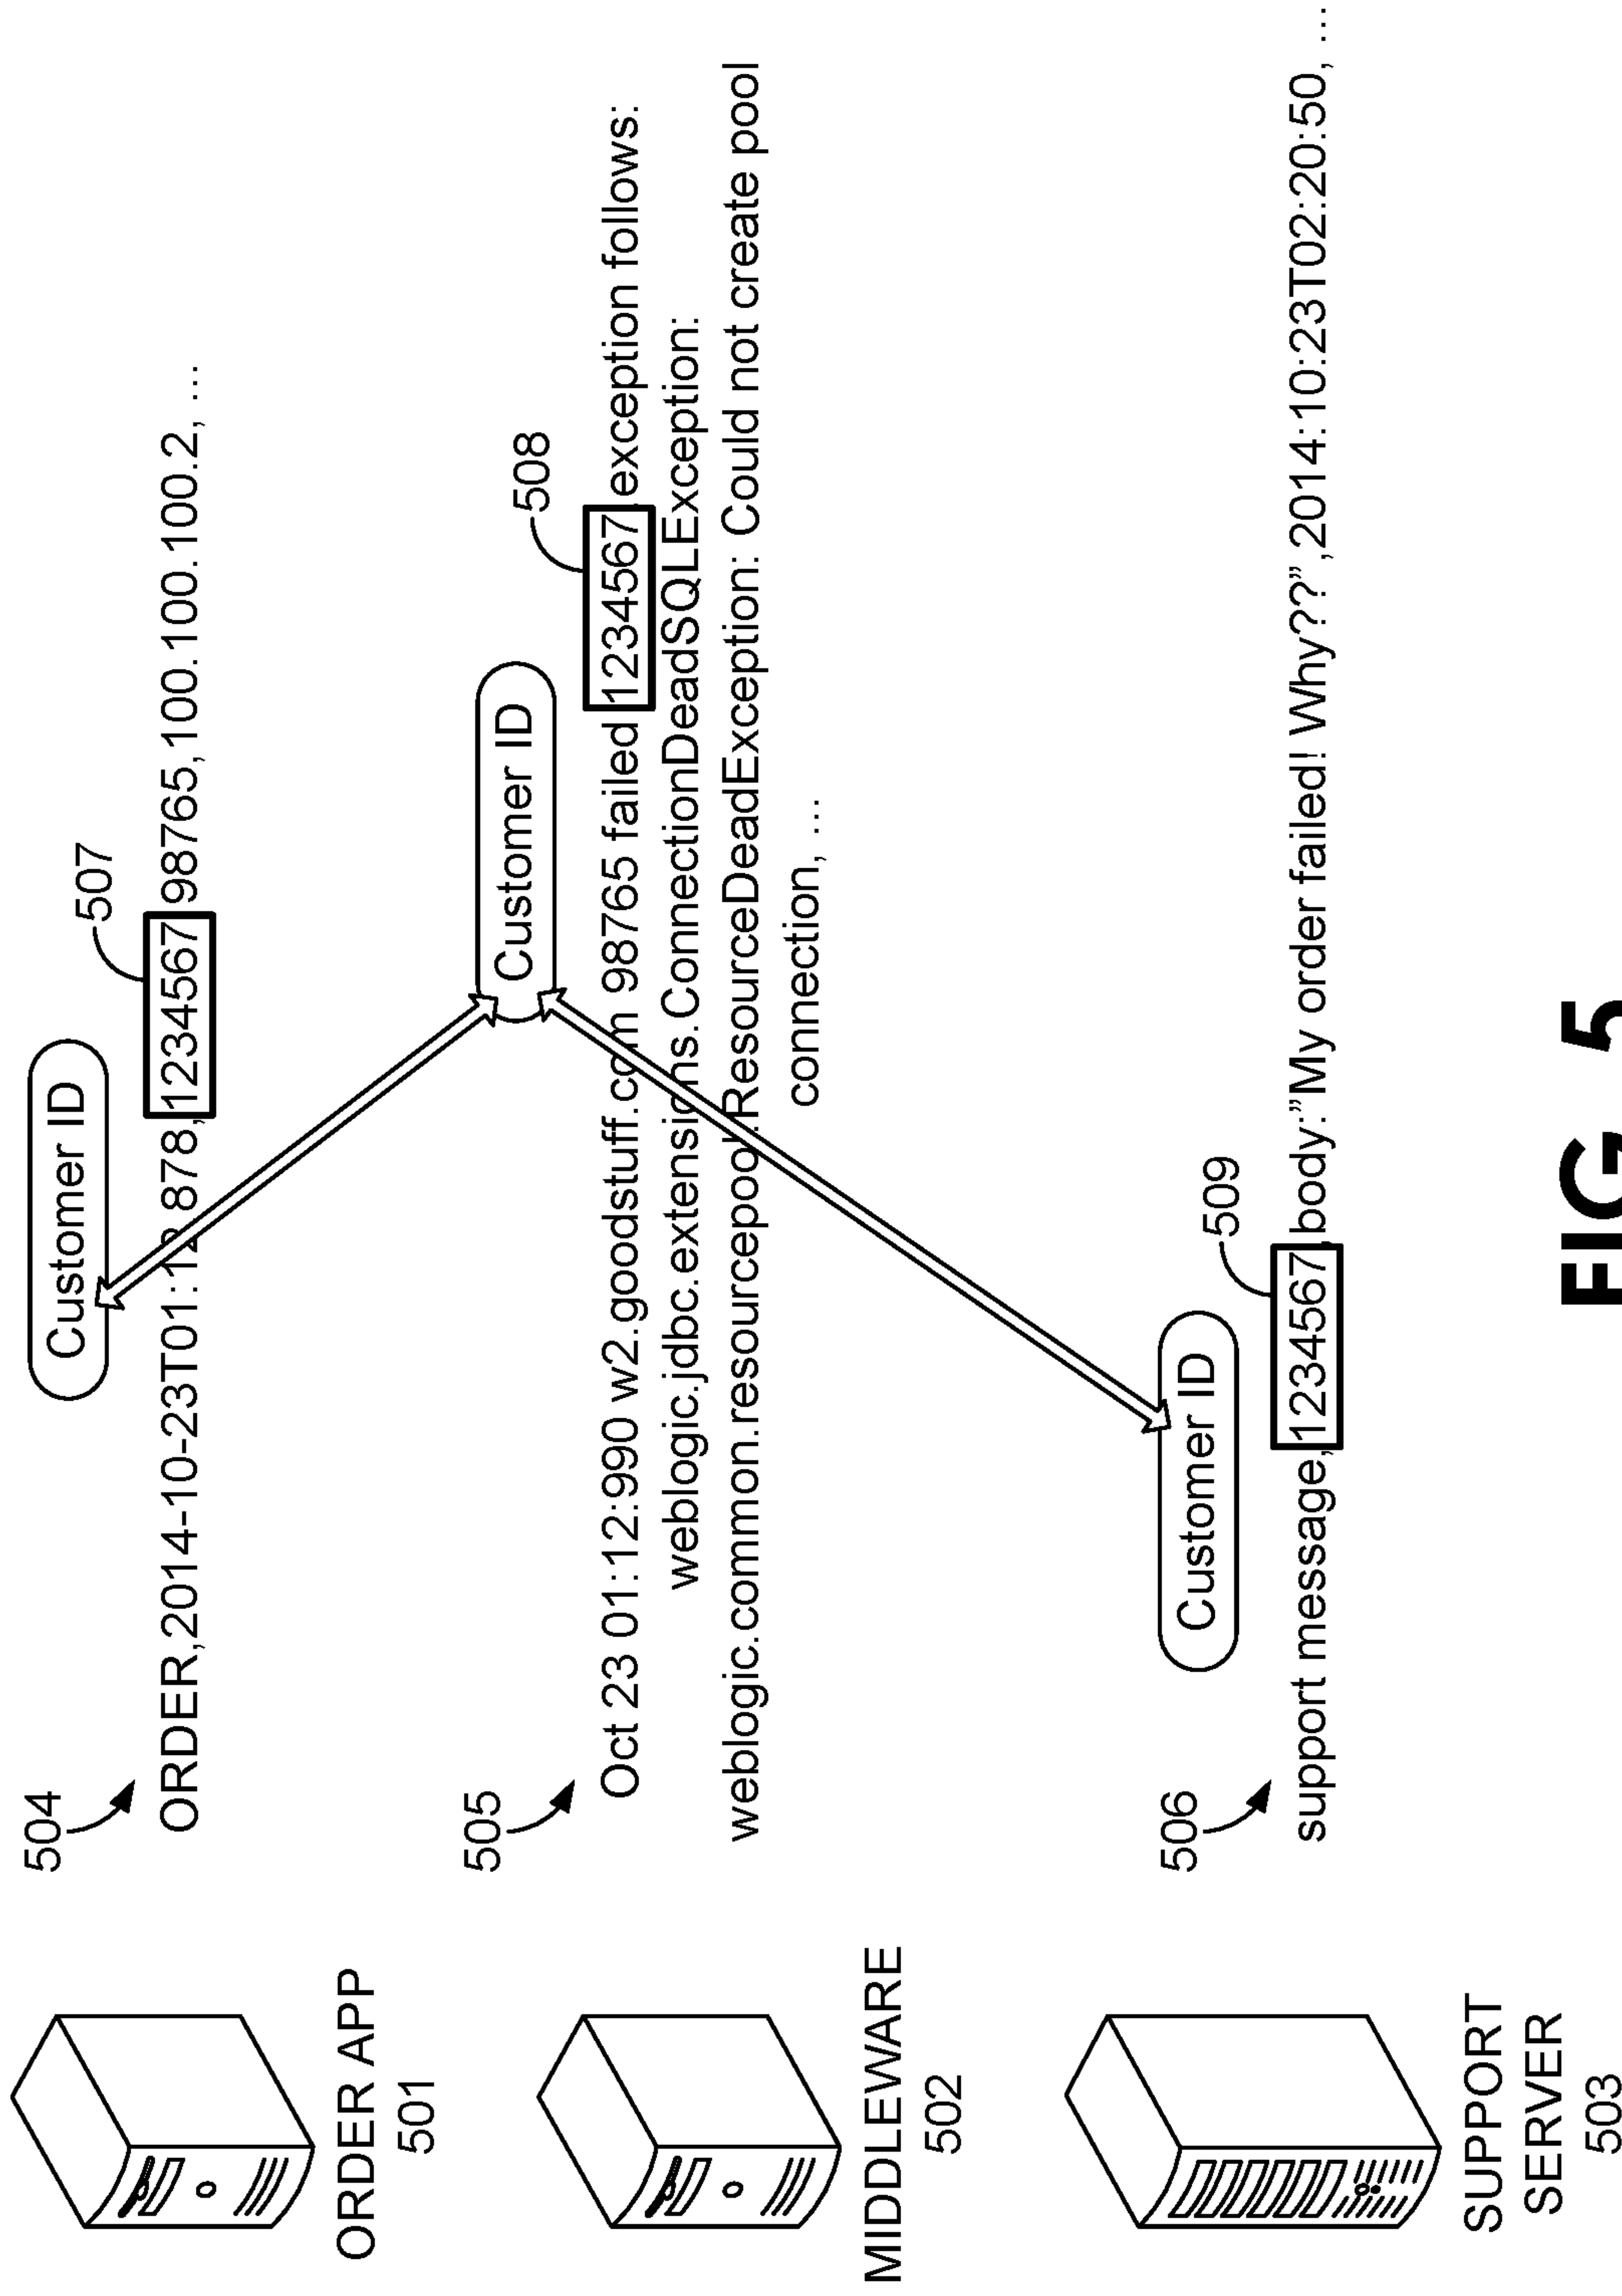 504
Customer ID
507
ORDER,2014-10-23T01:12:878,1234567,98765,100.100.100.2, ...
ORDER APP
501
505
Customer ID
508
Oct 23 01:12:990 w2.goodstuff.com 98765 failed 1234567 exception follows:
weblogic.jdbc.extensions.ConnectionDeadSQLException:
weblogic.common.resourcepool.ResourceDeadException: Could not create pool
connection, ...
MIDDLEWARE
502
506
Customer ID
509
support message,1234567,body:”My order failed! Why??”,2014:10:23T02:20:50, ...
SUPPORT
SERVER
503
FIG. 5